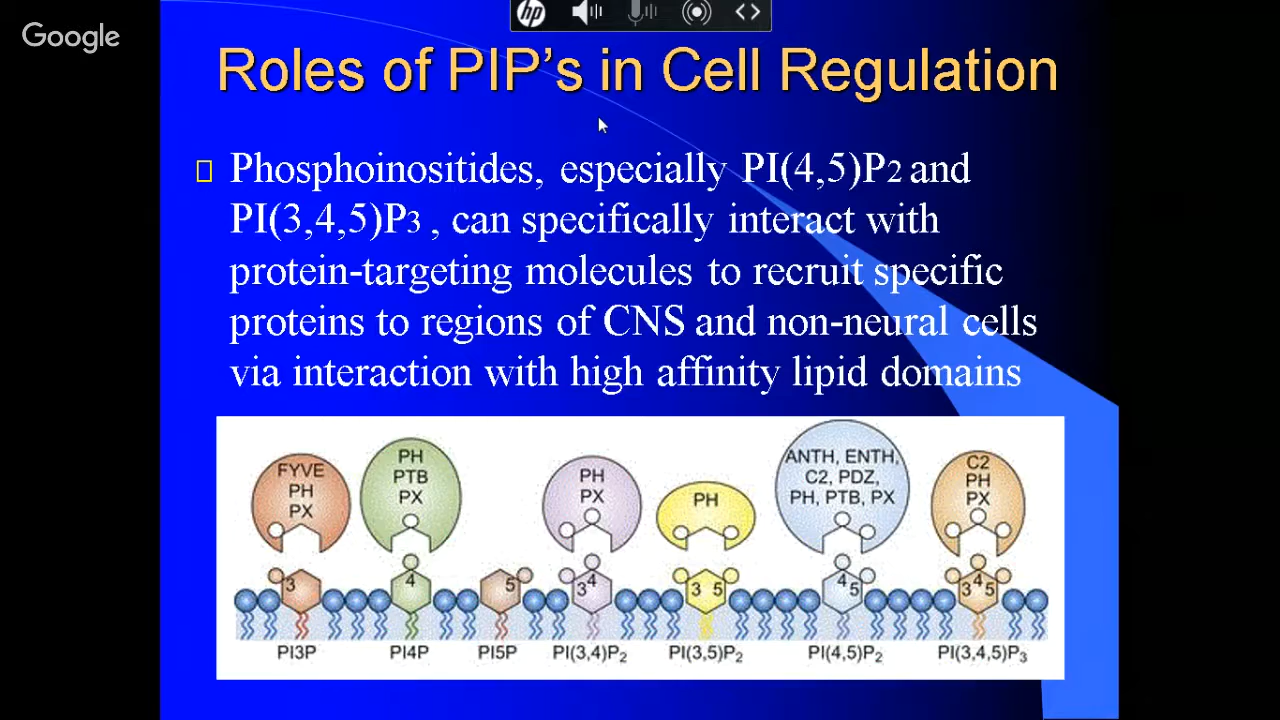 Google
hp
Roles of PIP's in Cell Regulation
Phosphoinositides, especially PI(4,5)P2 and
PI(3,4,5)P3 , can specifically interact with
protein-targeting molecules to recruit specific
proteins to regions of CNS and non-neural cells
via interaction with high affinity lipid domains
FYVE
PH
PX
PH
PTB
PX
PH
PX
PH
ANTH, ENTH,
C2, PDZ,
PH, PTB, PX
C2
PH
PX
3
4
5
3 4
3 5
4 5
3 4 5
PI3P
PI4P
PI5P
PI(3,4)P2
PI(3,5)P2
PI(4,5)P2
PI(3,4,5)P3